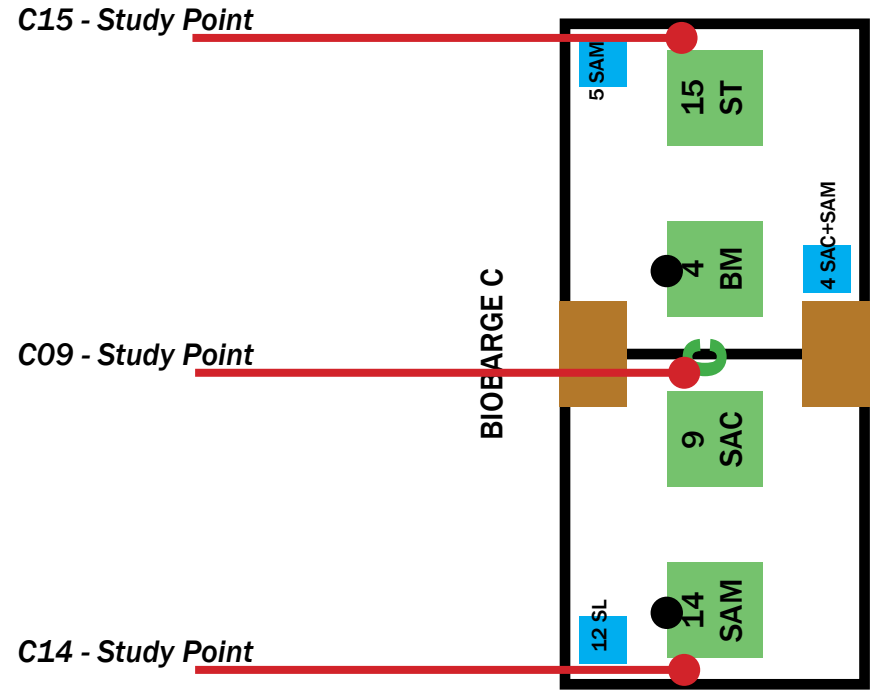 C15 - Study Point
5 SAM
15
ST
4 SAC+SAM
4
BM
BIOBARGE C
C
C09 - Study Point
9
SAC
12 SL
14
SAM
C14 - Study Point